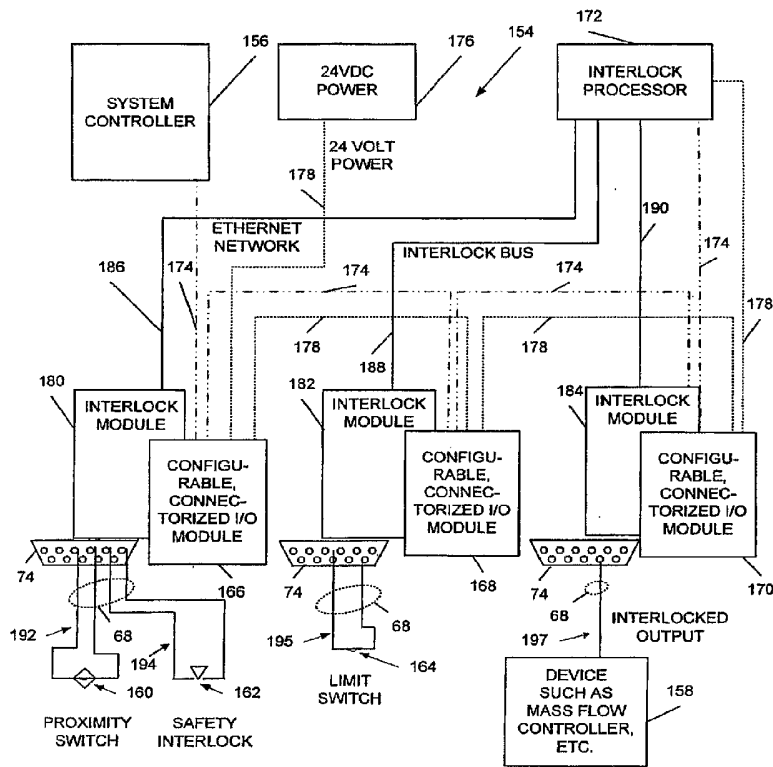 156
176
154
172
SYSTEM
CONTROLLER
24VDC
POWER
INTERLOCK
PROCESSOR
24 VOLT
POWER
178
190
ETHERNET
NETWORK
INTERLOCK BUS
174
186
174
174
174
178
178
188
178
180
182
184
INTERLOCK
MODULE
INTERLOCK
MODULE
INTERLOCK
MODULE
CONFIGU-
RABLE,
CONNEC-
TORIZED I/O
MODULE
CONFIGU-
RABLE,
CONNEC-
TORIZED I/O
MODULE
CONFIGU-
RABLE,
CONNEC-
TORIZED I/O
MODULE
74
166
74
168
74
170
192
68
194
195
68
68
197
INTERLOCKED
OUTPUT
160
162
164
LIMIT
SWITCH
PROXIMITY
SWITCH
SAFETY
INTERLOCK
DEVICE
SUCH AS
MASS FLOW
CONTROLLER,
ETC.
158